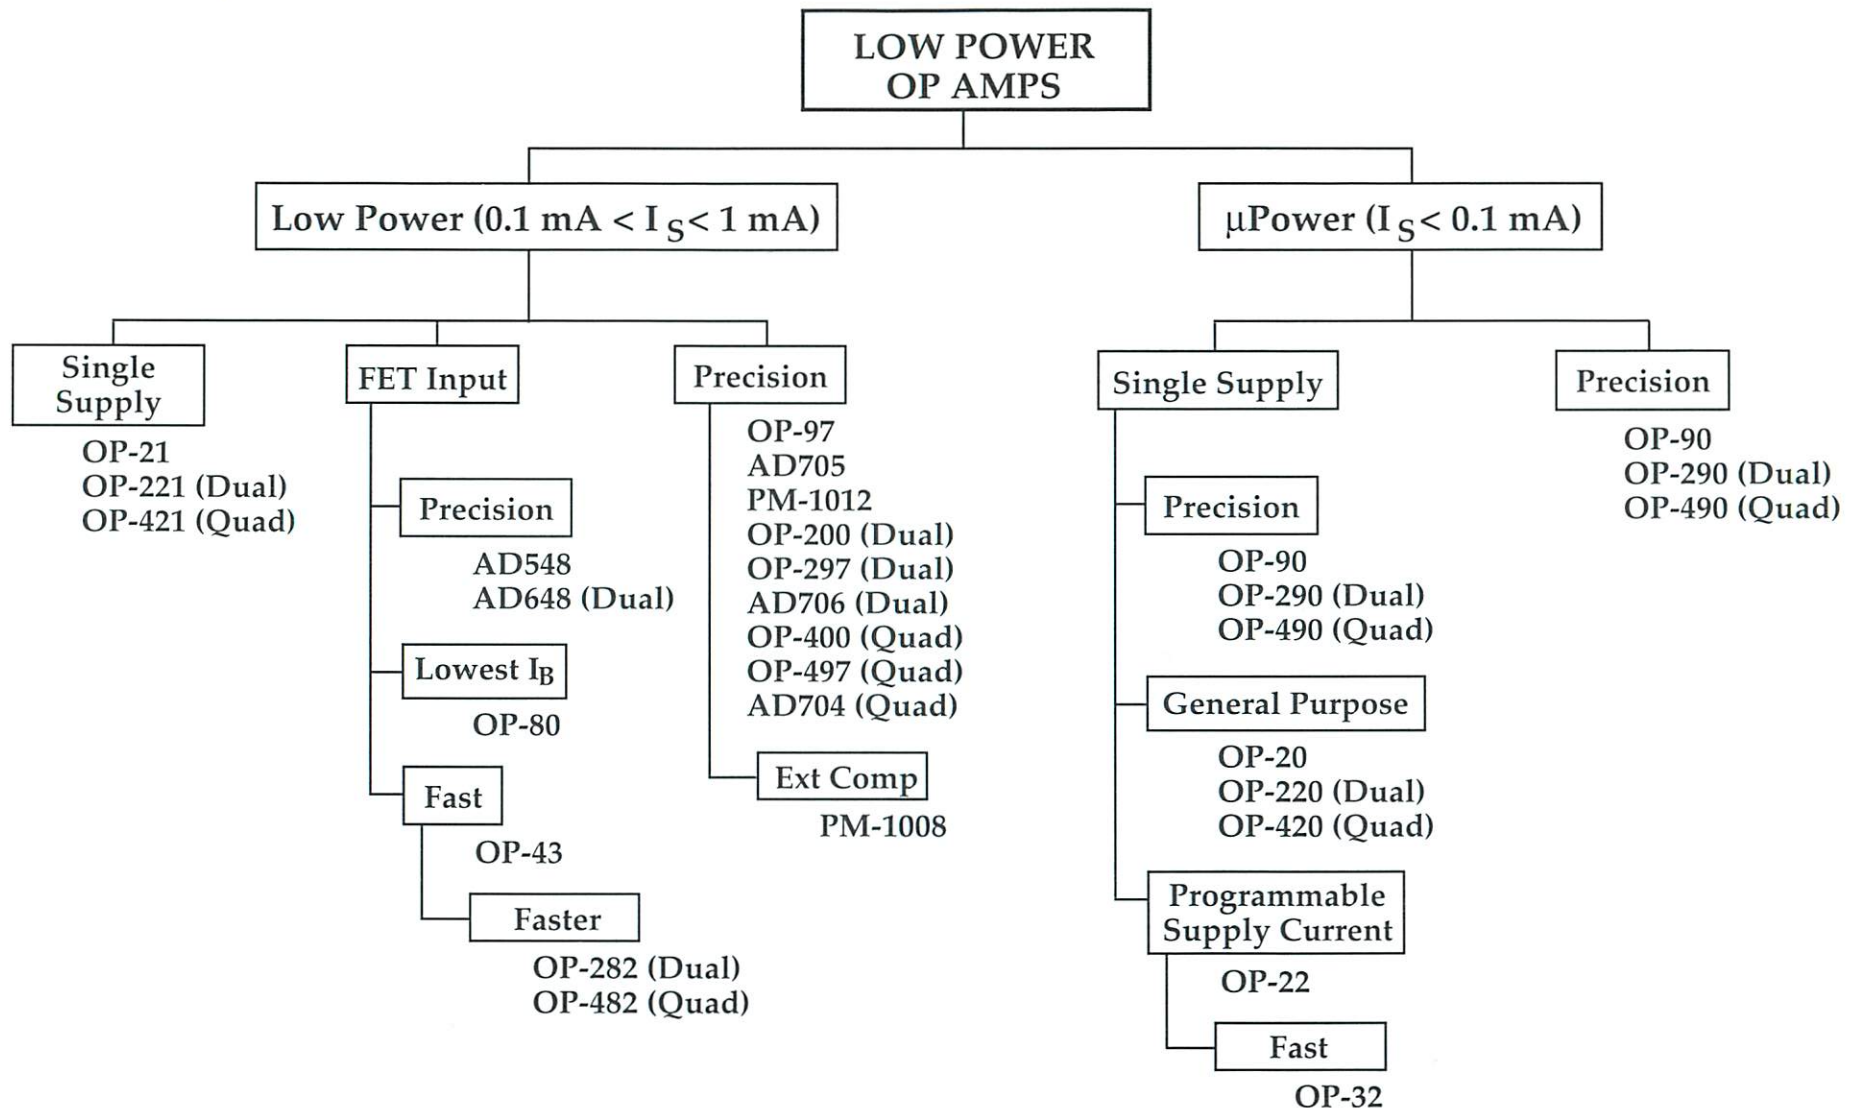 LOW POWER
OP AMPS
Low Power (0.1 mA < I S < 1 mA)
µPower (I S < 0.1 mA)
Single
Supply
OP-21
OP-221 (Dual)
OP-421 (Quad)
FET Input
Precision
AD548
AD648 (Dual)
Lowest IB
OP-80
Fast
OP-43
Faster
OP-282 (Dual)
OP-482 (Quad)
Precision
OP-97
AD705
PM-1012
OP-200 (Dual)
OP-297 (Dual)
AD706 (Dual)
OP-400 (Quad)
OP-497 (Quad)
AD704 (Quad)
Ext Comp
PM-1008
Single Supply
Precision
OP-90
OP-290 (Dual)
OP-490 (Quad)
General Purpose
OP-20
OP-220 (Dual)
OP-420 (Quad)
Programmable
Supply Current
OP-22
Fast
OP-32
Precision
OP-90
OP-290 (Dual)
OP-490 (Quad)